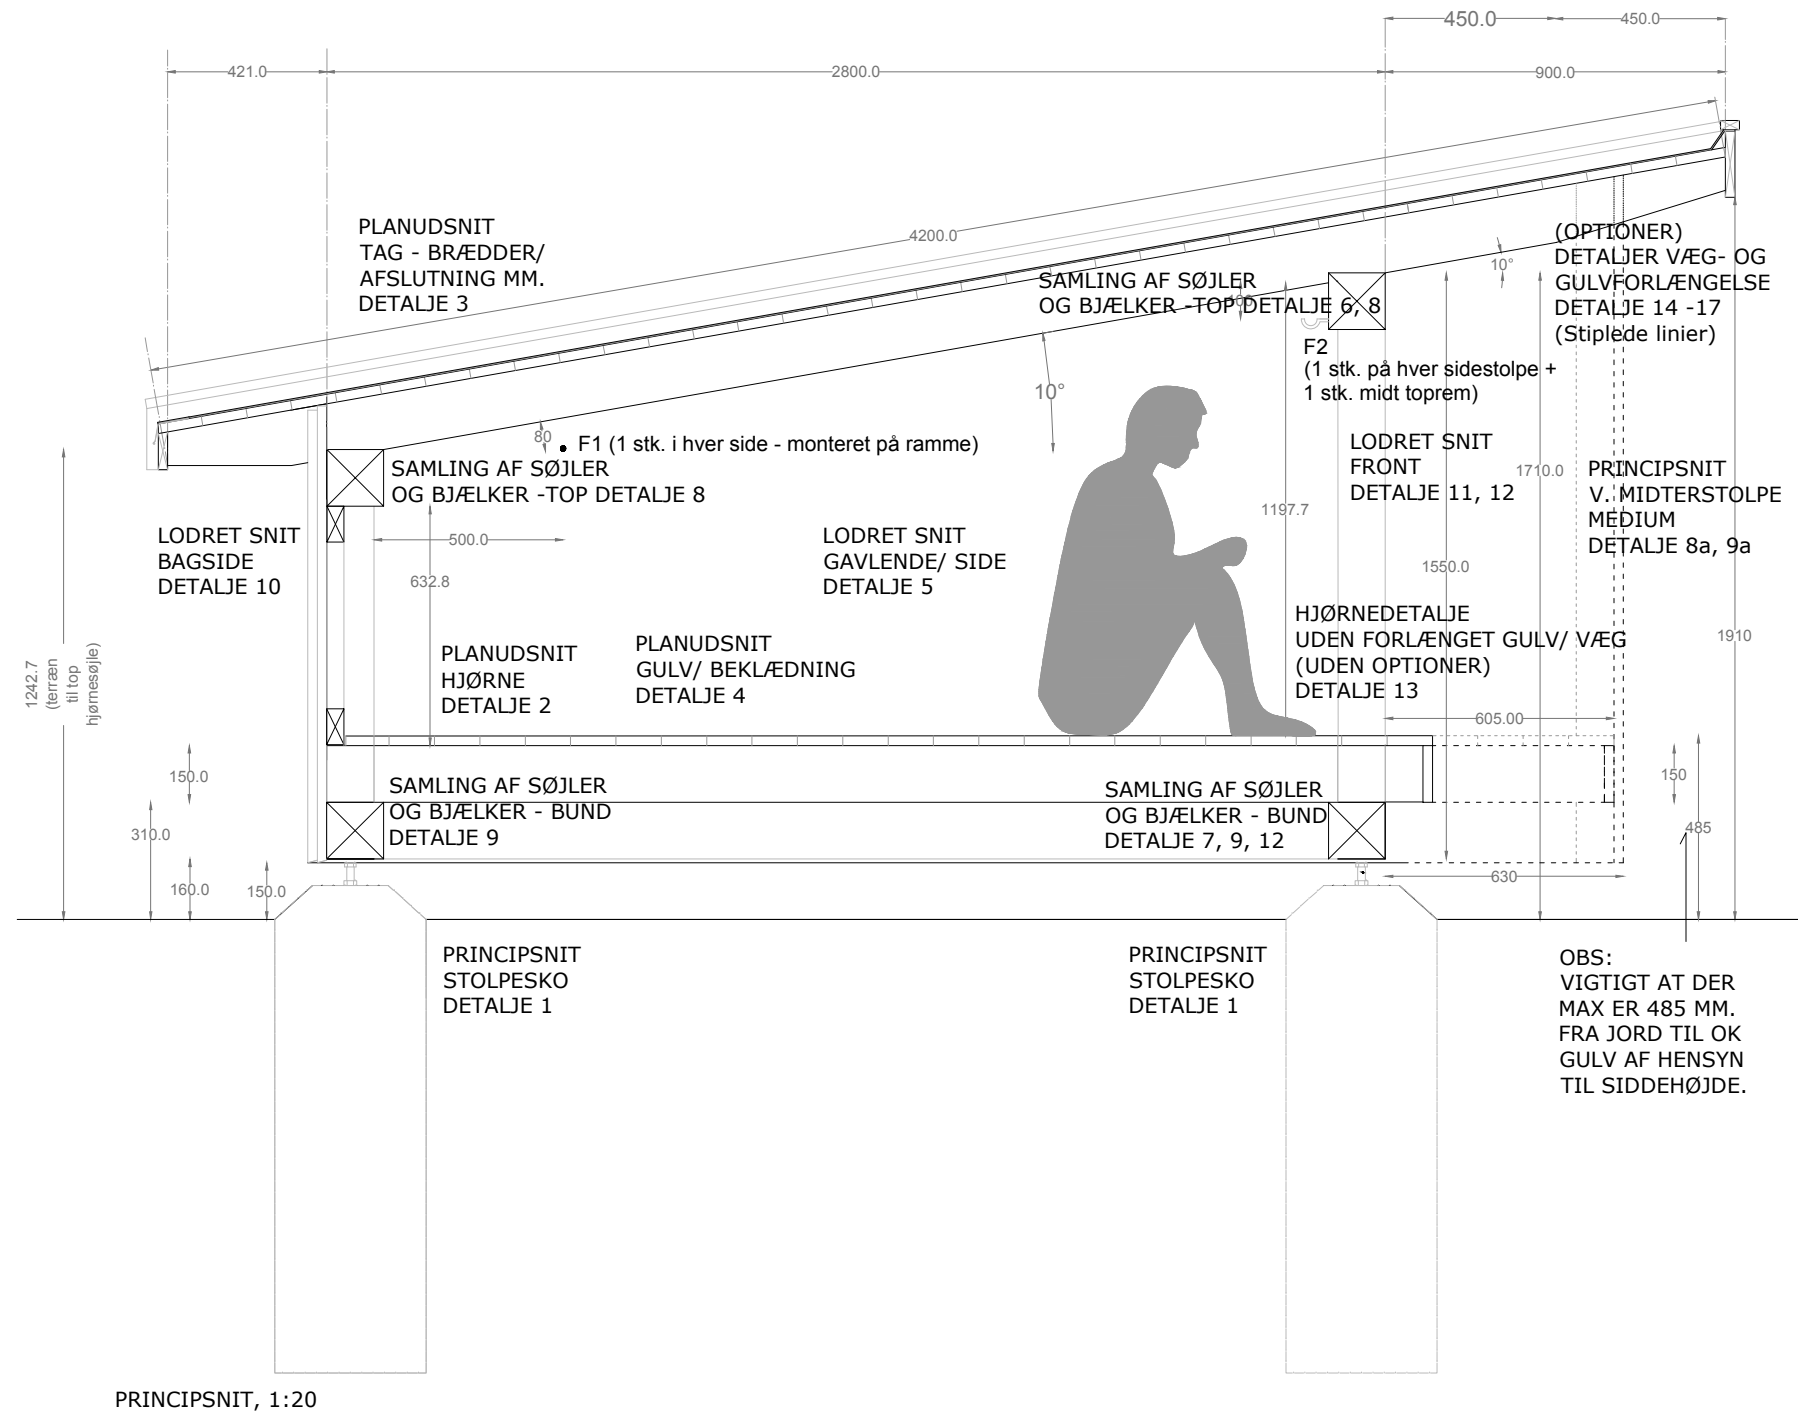 450.0
450.0
421.0
2800.0
900.0
PLANUDSNIT
TAG - BRÆDDER/
AFSLUTNING MM.
DETALJE 3
4200.0
SAMLING AF SØJLER
OG BJÆLKER -TOP DETALJE 6, 8
100
10°
(OPTIONER)
DETALJER VÆG- OG
GULVFORLÆNGELSE
DETALJE 14 -17
(Stiplede linier)
F2
(1 stk. på hver sidestolpe +
1 stk. midt toprem)
10°
80
F1 (1 stk. i hver side - monteret på ramme)
SAMLING AF SØJLER
OG BJÆLKER -TOP DETALJE 8
LODRET SNIT
FRONT
DETALJE 11, 12
1710.0
PRINCIPSNIT
V. MIDTERSTOLPE
MEDIUM
DETALJE 8a, 9a
1197.7
LODRET SNIT
BAGSIDE
DETALJE 10
500.0
632.8
LODRET SNIT
GAVLENDE/ SIDE
DETALJE 5
1550.0
HJØRNEDETALJE
UDEN FORLÆNGET GULV/ VÆG
(UDEN OPTIONER)
DETALJE 13
1910
1242.7
(terræn
til top
hjørnesøjle)
PLANUDSNIT
HJØRNE
DETALJE 2
PLANUDSNIT
GULV/ BEKLÆDNING
DETALJE 4
605.00
150.0
150
SAMLING AF SØJLER
OG BJÆLKER - BUND
DETALJE 9
SAMLING AF SØJLER
OG BJÆLKER - BUND
DETALJE 7, 9, 12
310.0
485
160.0
150.0
630
PRINCIPSNIT
STOLPESKO
DETALJE 1
PRINCIPSNIT
STOLPESKO
DETALJE 1
OBS:
VIGTIGT AT DER
MAX ER 485 MM.
FRA JORD TIL OK
GULV AF HENSYN
TIL SIDDEHØJDE.
PRINCIPSNIT, 1:20